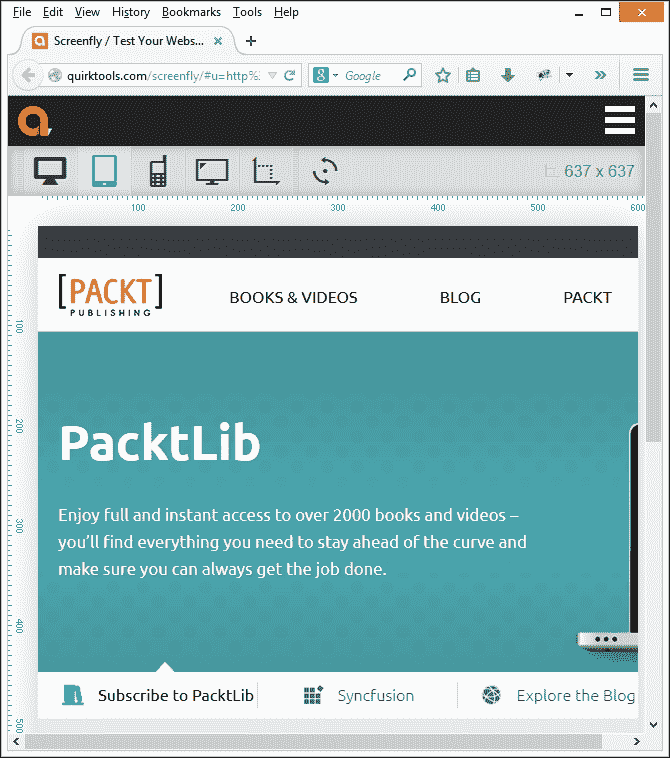 File Edit View History Bookmarks Tools Help
Screenfly / Test Your Webs...
quirktools.com/screenfly/#u=http%:
Google
637 x 637
100 200 300 400 500 600
[PACKT]
PUBLISHING
BOOKS & VIDEOS BLOG PACKT
PacktLib
Enjoy full and instant access to over 2000 books and videos –
you'll find everything you need to stay ahead of the curve and
make sure you can always get the job done.
Subscribe to PacktLib Syncfusion Explore the Blog
100
200
300
400
500